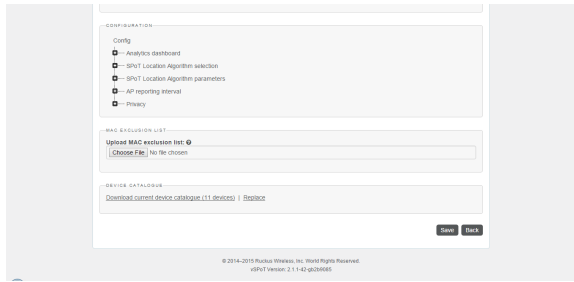 CONFIGURATION
Config
Analytics dashboard
SPoT Location Algorithm selection
SPoT Location Algorithm parameters
AP reporting interval
Privacy
MAC EXCLUSION LIST
Upload MAC exclusion list:
Choose File No file chosen
DEVICE CATALOGUE
Download current device catalogue (11 devices) | Replace
Save Back
© 2014–2015 Ruckus Wireless, Inc. World Rights Reserved.
xSPoT Version: 2.1.1-42-gb2b9585